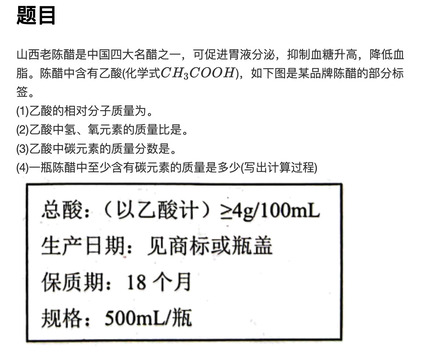 题目
山西老陈醋是中国四大名醋之一，可促进胃液分泌，抑制血糖升高，降低血
脂。陈醋中含有乙酸(化学式CH₃COOH)，如下图是某品牌陈醋的部分标
签。
(1)乙酸的相对分子质量为。
(2)乙酸中氢、氧元素的质量比是。
(3)乙酸中碳元素的质量分数是。
(4)一瓶陈醋中至少含有碳元素的质量是多少(写出计算过程)
总酸：（以乙酸计）≥4g/100mL
生产日期：见商标或瓶盖
保质期：18个月
规格：500mL/瓶